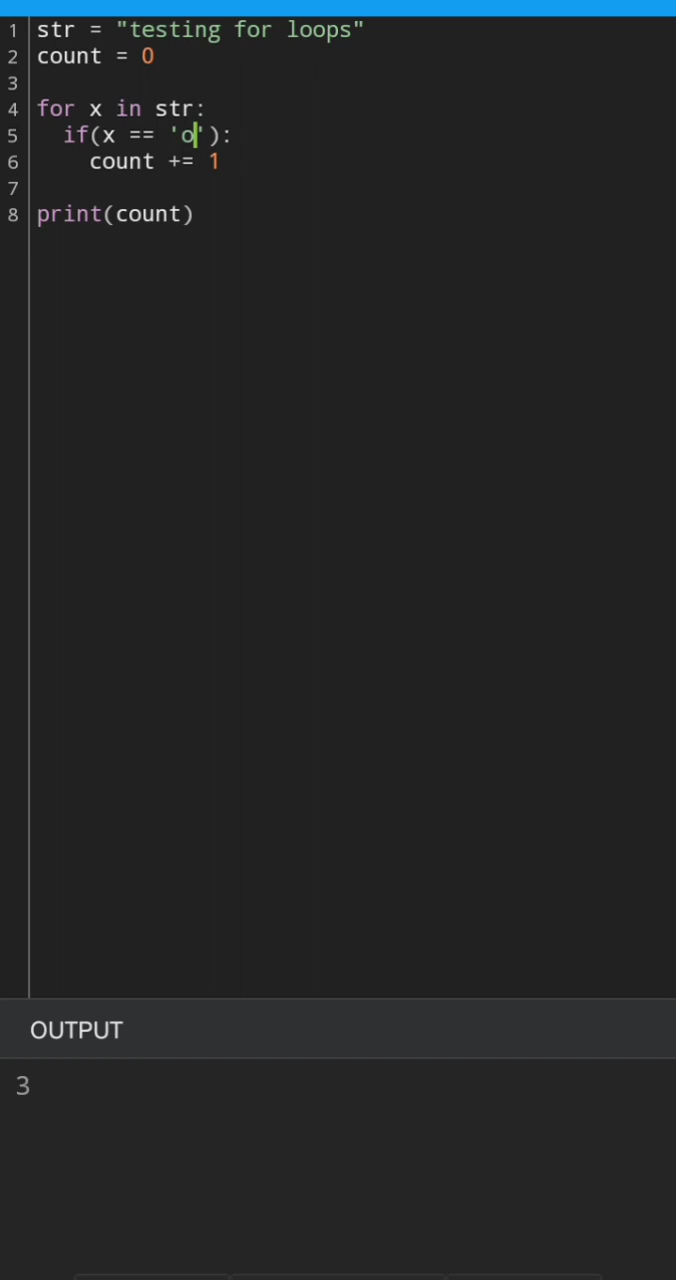 1 str = "testing for loops"
2 count = 0
3
4 for x in str:
5   if(x == 'o'):
6     count += 1
7
8 print(count)
OUTPUT
3